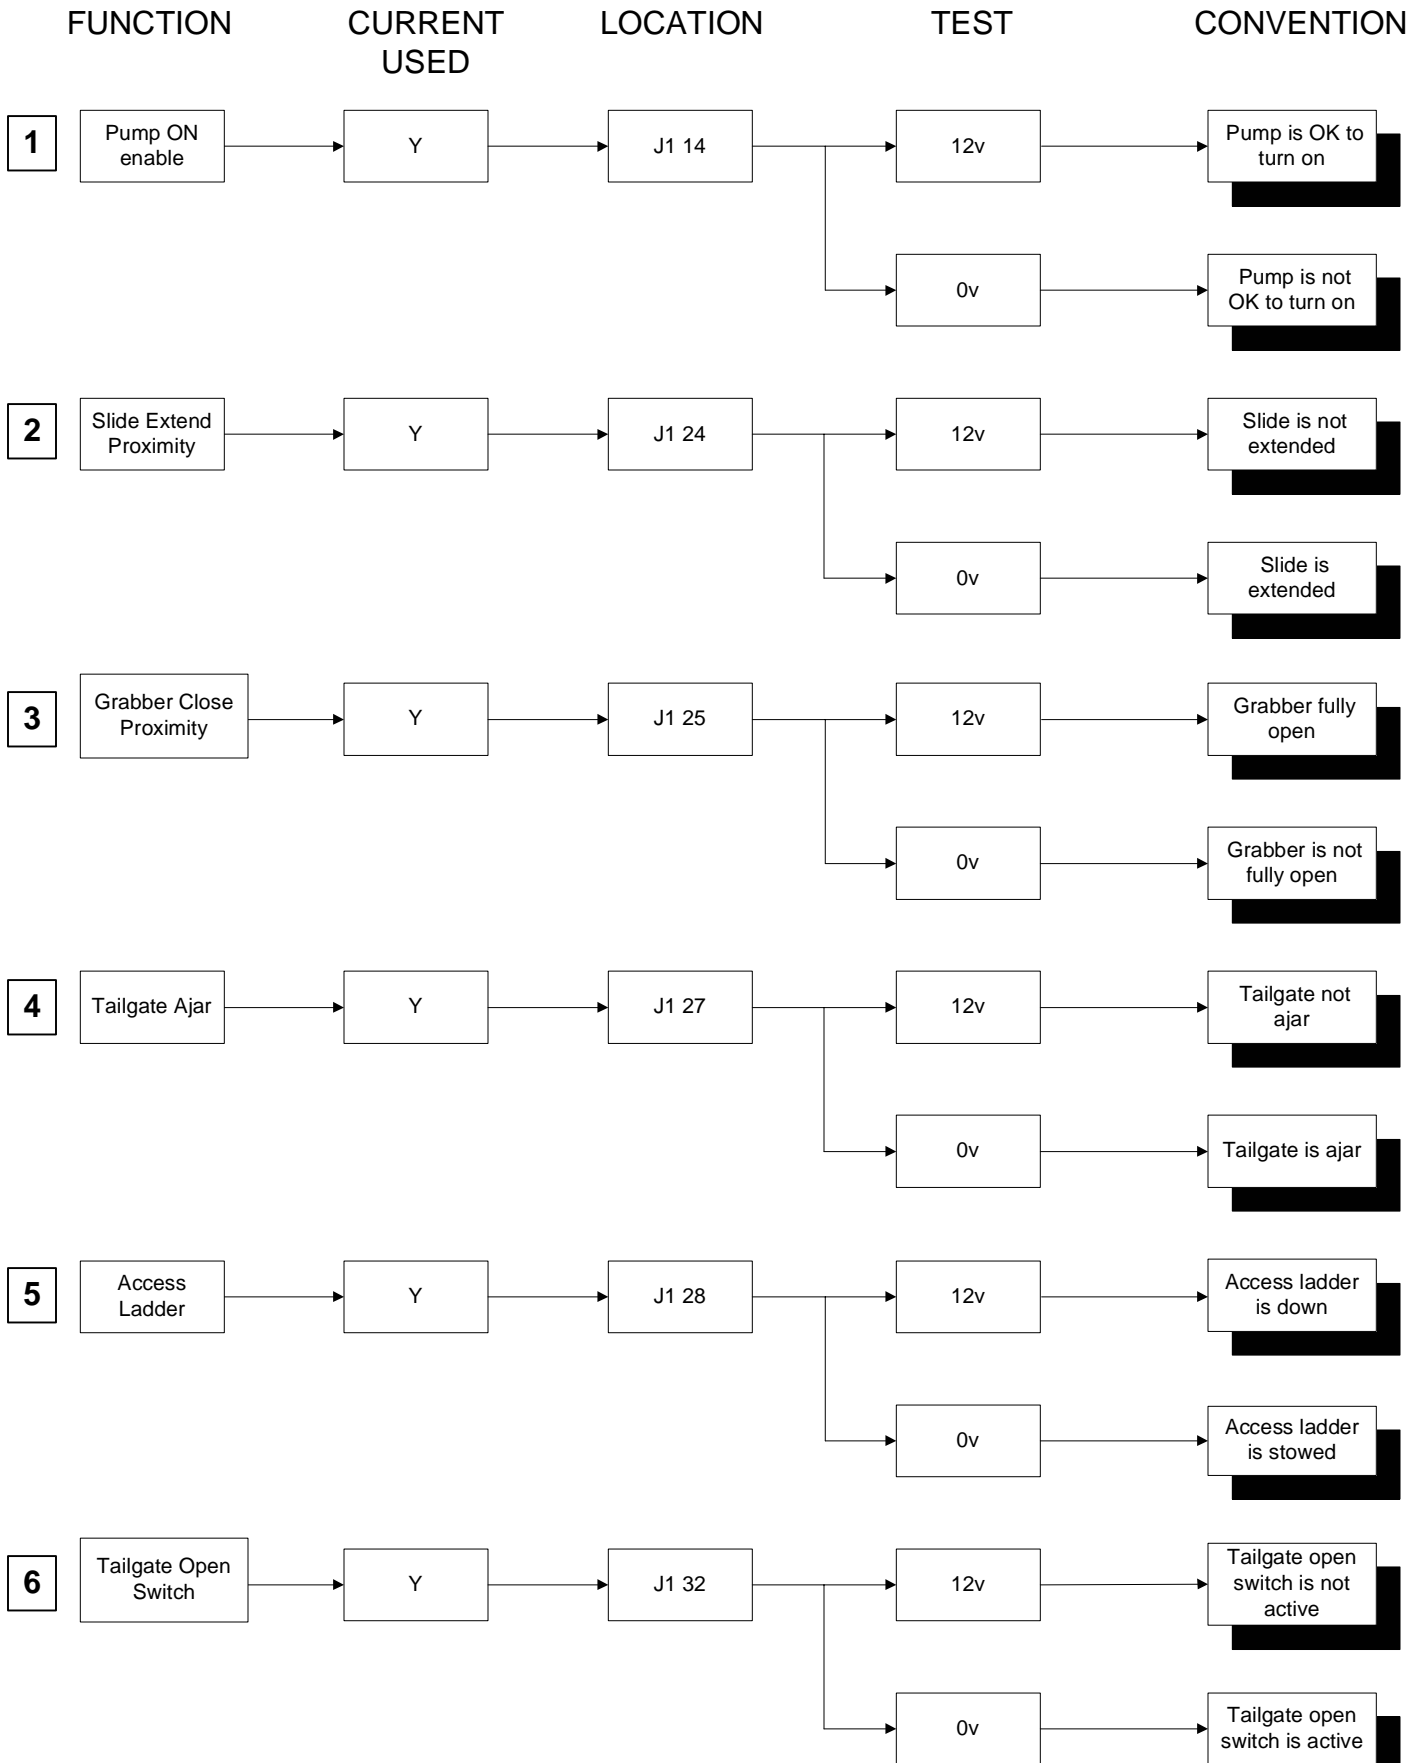 FUNCTION
CURRENT
USED
LOCATION
TEST
CONVENTION
1
Pump ON
enable
Y
J1 14
12v
Pump is OK to
turn on
0v
Pump is not
OK to turn on
2
Slide Extend
Proximity
Y
J1 24
12v
Slide is not
extended
0v
Slide is
extended
3
Grabber Close
Proximity
Y
J1 25
12v
Grabber fully
open
0v
Grabber is not
fully open
4
Tailgate Ajar
Y
J1 27
12v
Tailgate not
ajar
0v
Tailgate is ajar
5
Access
Ladder
Y
J1 28
12v
Access ladder
is down
0v
Access ladder
is stowed
6
Tailgate Open
Switch
Y
J1 32
12v
Tailgate open
switch is not
active
0v
Tailgate open
switch is active